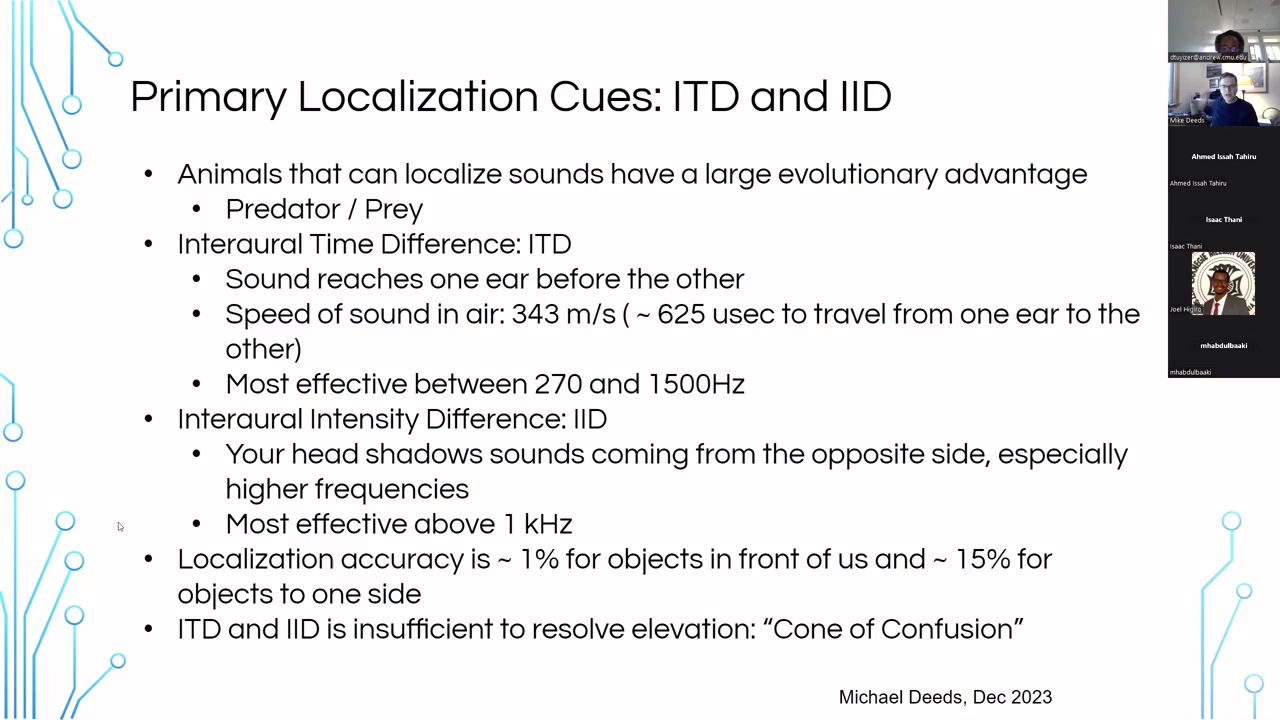 Primary Localization Cues: ITD and IID
• Animals that can localize sounds have a large evolutionary advantage
• Predator / Prey
• Interaural Time Difference: ITD
• Sound reaches one ear before the other
• Speed of sound in air: 343 m/s ( ~ 625 usec to travel from one ear to the
other)
• Most effective between 270 and 1500Hz
• Interaural Intensity Difference: IID
• Your head shadows sounds coming from the opposite side, especially
higher frequencies
• Most effective above 1 kHz
• Localization accuracy is ~ 1% for objects in front of us and ~ 15% for
objects to one side
• ITD and IID is insufficient to resolve elevation: “Cone of Confusion”
Michael Deeds, Dec 2023
dtuyizer@andrew.cmu.edu
Mike Deeds
Ahmed Issah Tahiru
Ahmed Issah Tahiru
Isaac Thani
Isaac Thani
Joel Higiro
mhabdulbaaki
mhabdulbaaki